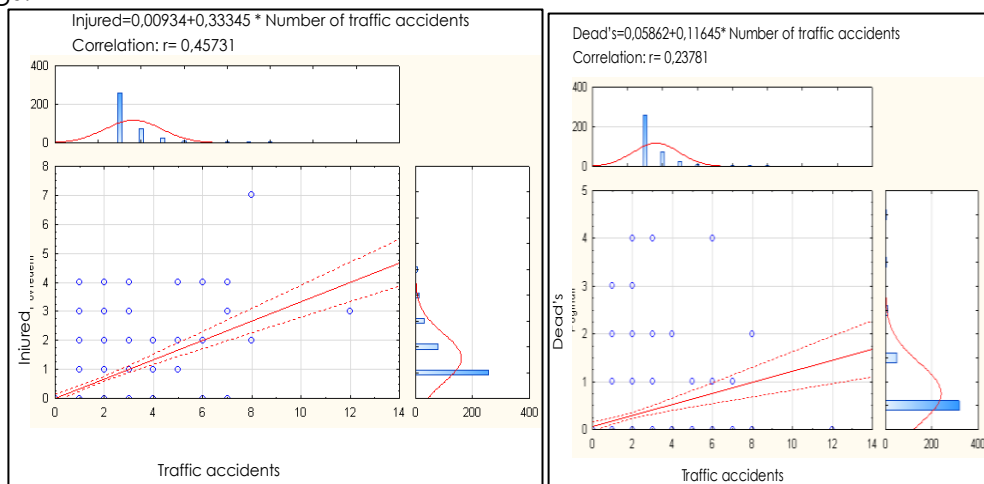 Injured=0,00934+0,33345 * Number of traffic accidents
Correlation: r= 0,45731
400
200
0
8
7
6
5
4
3
2
1
0
Injured,
0 2 4 6 8 10 12 14
0 200 400
Traffic accidents
Dead's=0,05862+0,11645* Number of traffic accidents
Correlation: r= 0,23781
400
200
0
5
4
3
2
1
0
Dead's
0 2 4 6 8 10 12 14
0 200 400
Traffic accidents